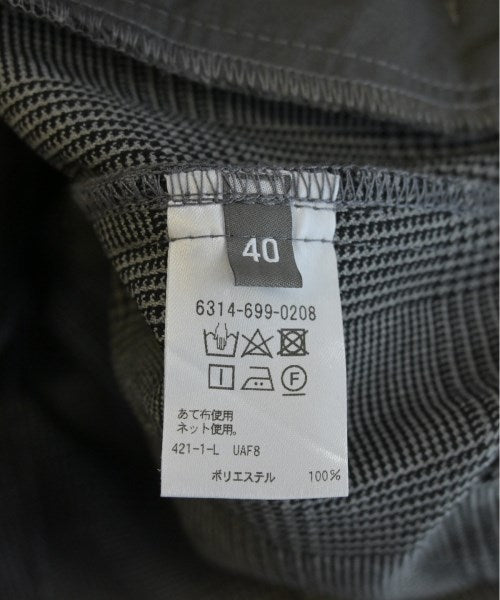 40
6314-699-0208
F
あて布使用
ネット使用。
421-1-L UAF8
ポリエステル 100%